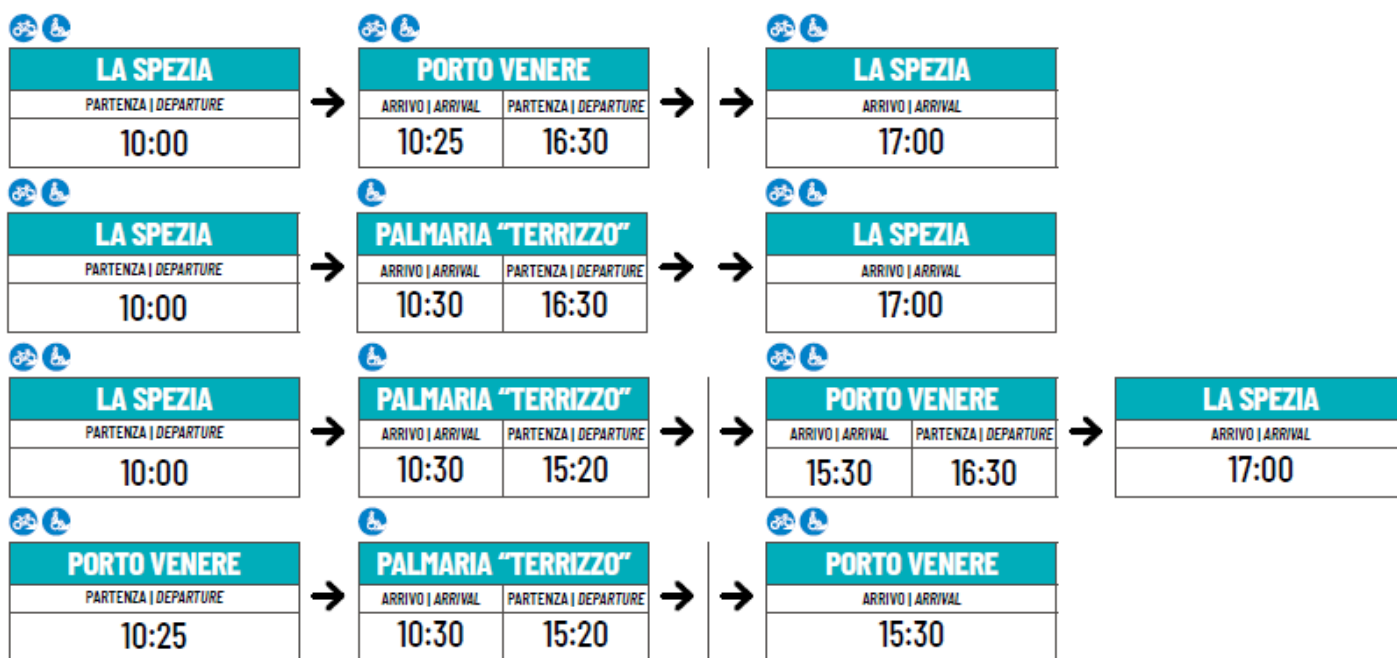 LA SPEZIA PORTO VENERE LA SPEZIA
PARTENZA | DEPARTURE ARRIVO | ARRIVAL PARTENZA | DEPARTURE ARRIVO | ARRIVAL
10:00 10:25 16:30 17:00
LA SPEZIA PALMARIA “TERRIZZO” LA SPEZIA
PARTENZA | DEPARTURE ARRIVO | ARRIVAL PARTENZA | DEPARTURE ARRIVO | ARRIVAL
10:00 10:30 16:30 17:00
LA SPEZIA PALMARIA “TERRIZZO” PORTO VENERE LA SPEZIA
PARTENZA | DEPARTURE ARRIVO | ARRIVAL PARTENZA | DEPARTURE ARRIVO | ARRIVAL PARTENZA | DEPARTURE ARRIVO | ARRIVAL
10:00 10:30 15:20 15:30 16:30 17:00
PORTO VENERE PALMARIA “TERRIZZO” PORTO VENERE
PARTENZA | DEPARTURE ARRIVO | ARRIVAL PARTENZA | DEPARTURE ARRIVO | ARRIVAL
10:25 10:30 15:20 15:30